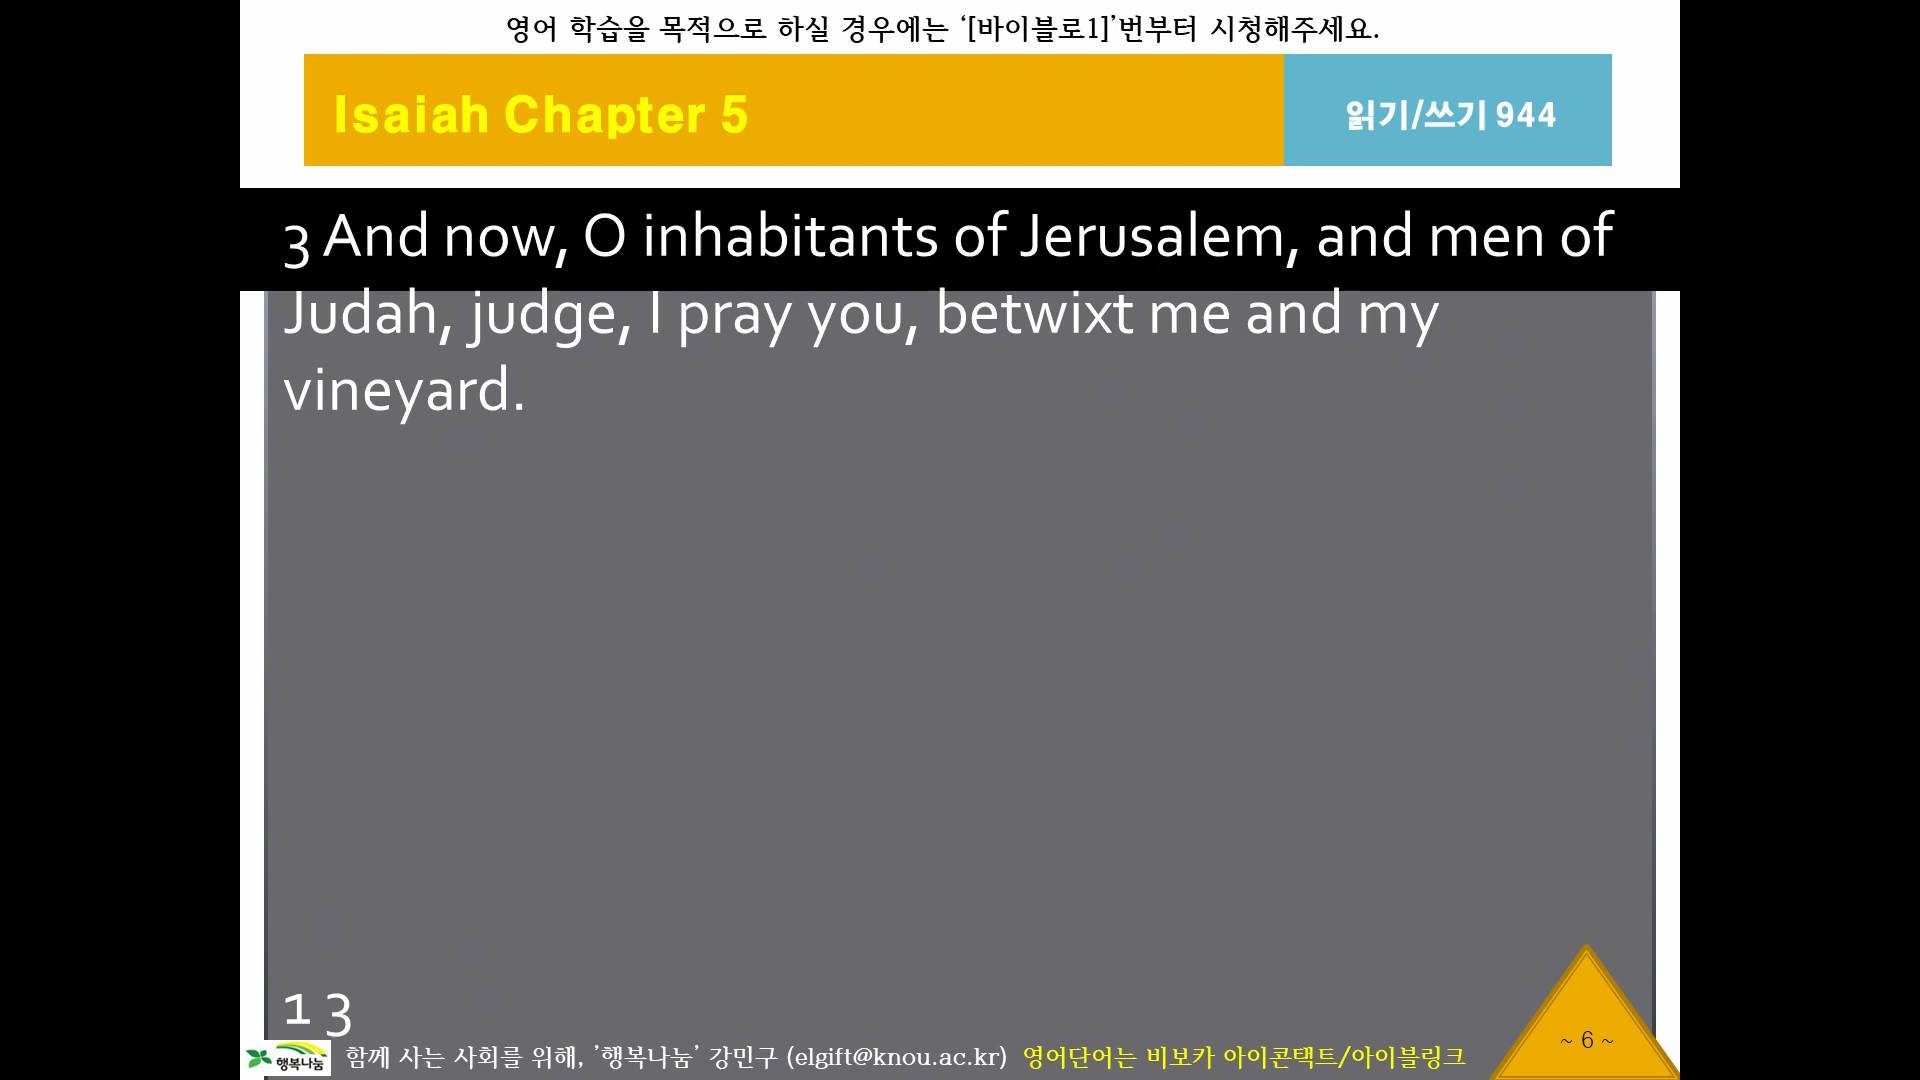 영어 학습을 목적으로 하실 경우에는 ‘[바이블로1]’번부터 시청해주세요.
Isaiah Chapter 5
읽기/쓰기 944
3 And now, O inhabitants of Jerusalem, and men of
Judah, judge, I pray you, betwixt me and my
vineyard.
1 3
행복나눔 함께 사는 사회를 위해, ’행복나눔’ 강민구 (elgift@knou.ac.kr) 영어단어는 비보카 아이콘택트/아이블링크
~ 6 ~